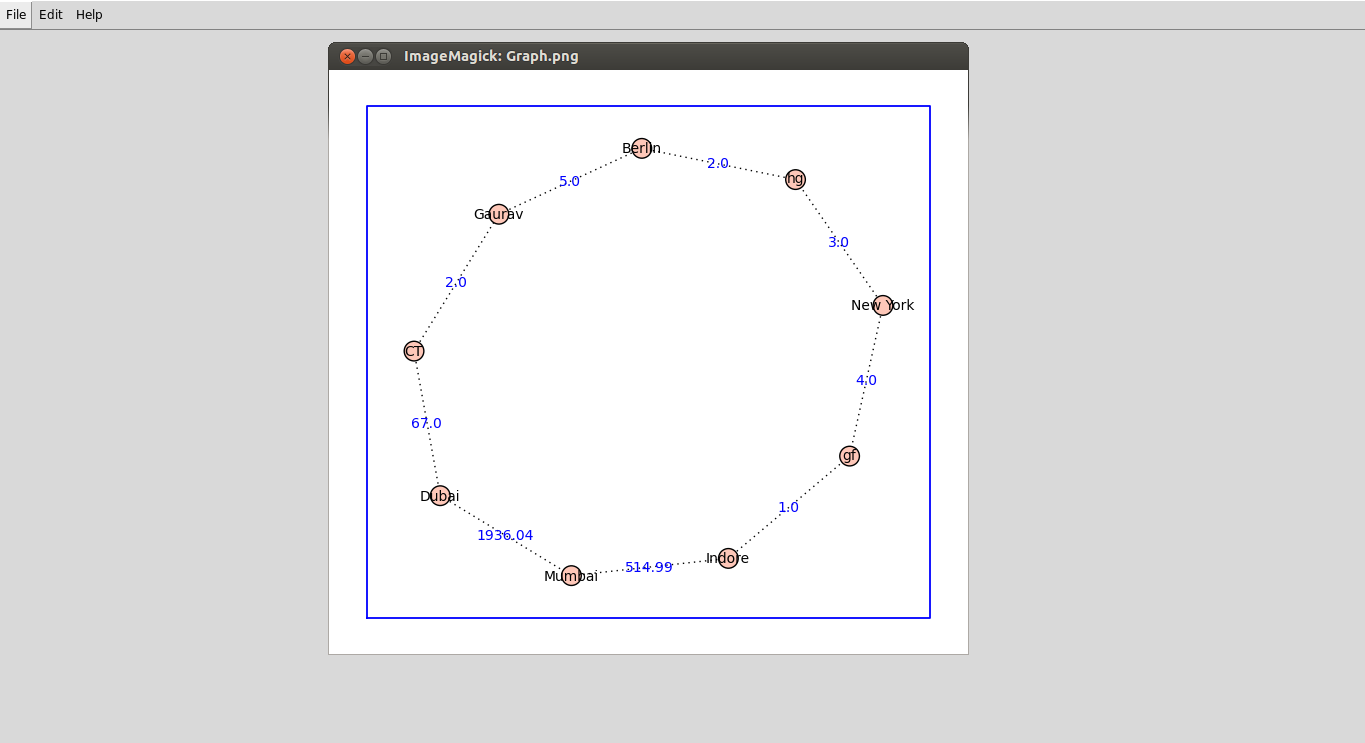 File Edit Help
ImageMagick: Graph.png
Berlin
2.0
ng
5.0
Gaurav
3.0
2.0
New York
CT
4.0
67.0
gf
Dubai
1.0
1936.04
Indore
514.99
Mumbai